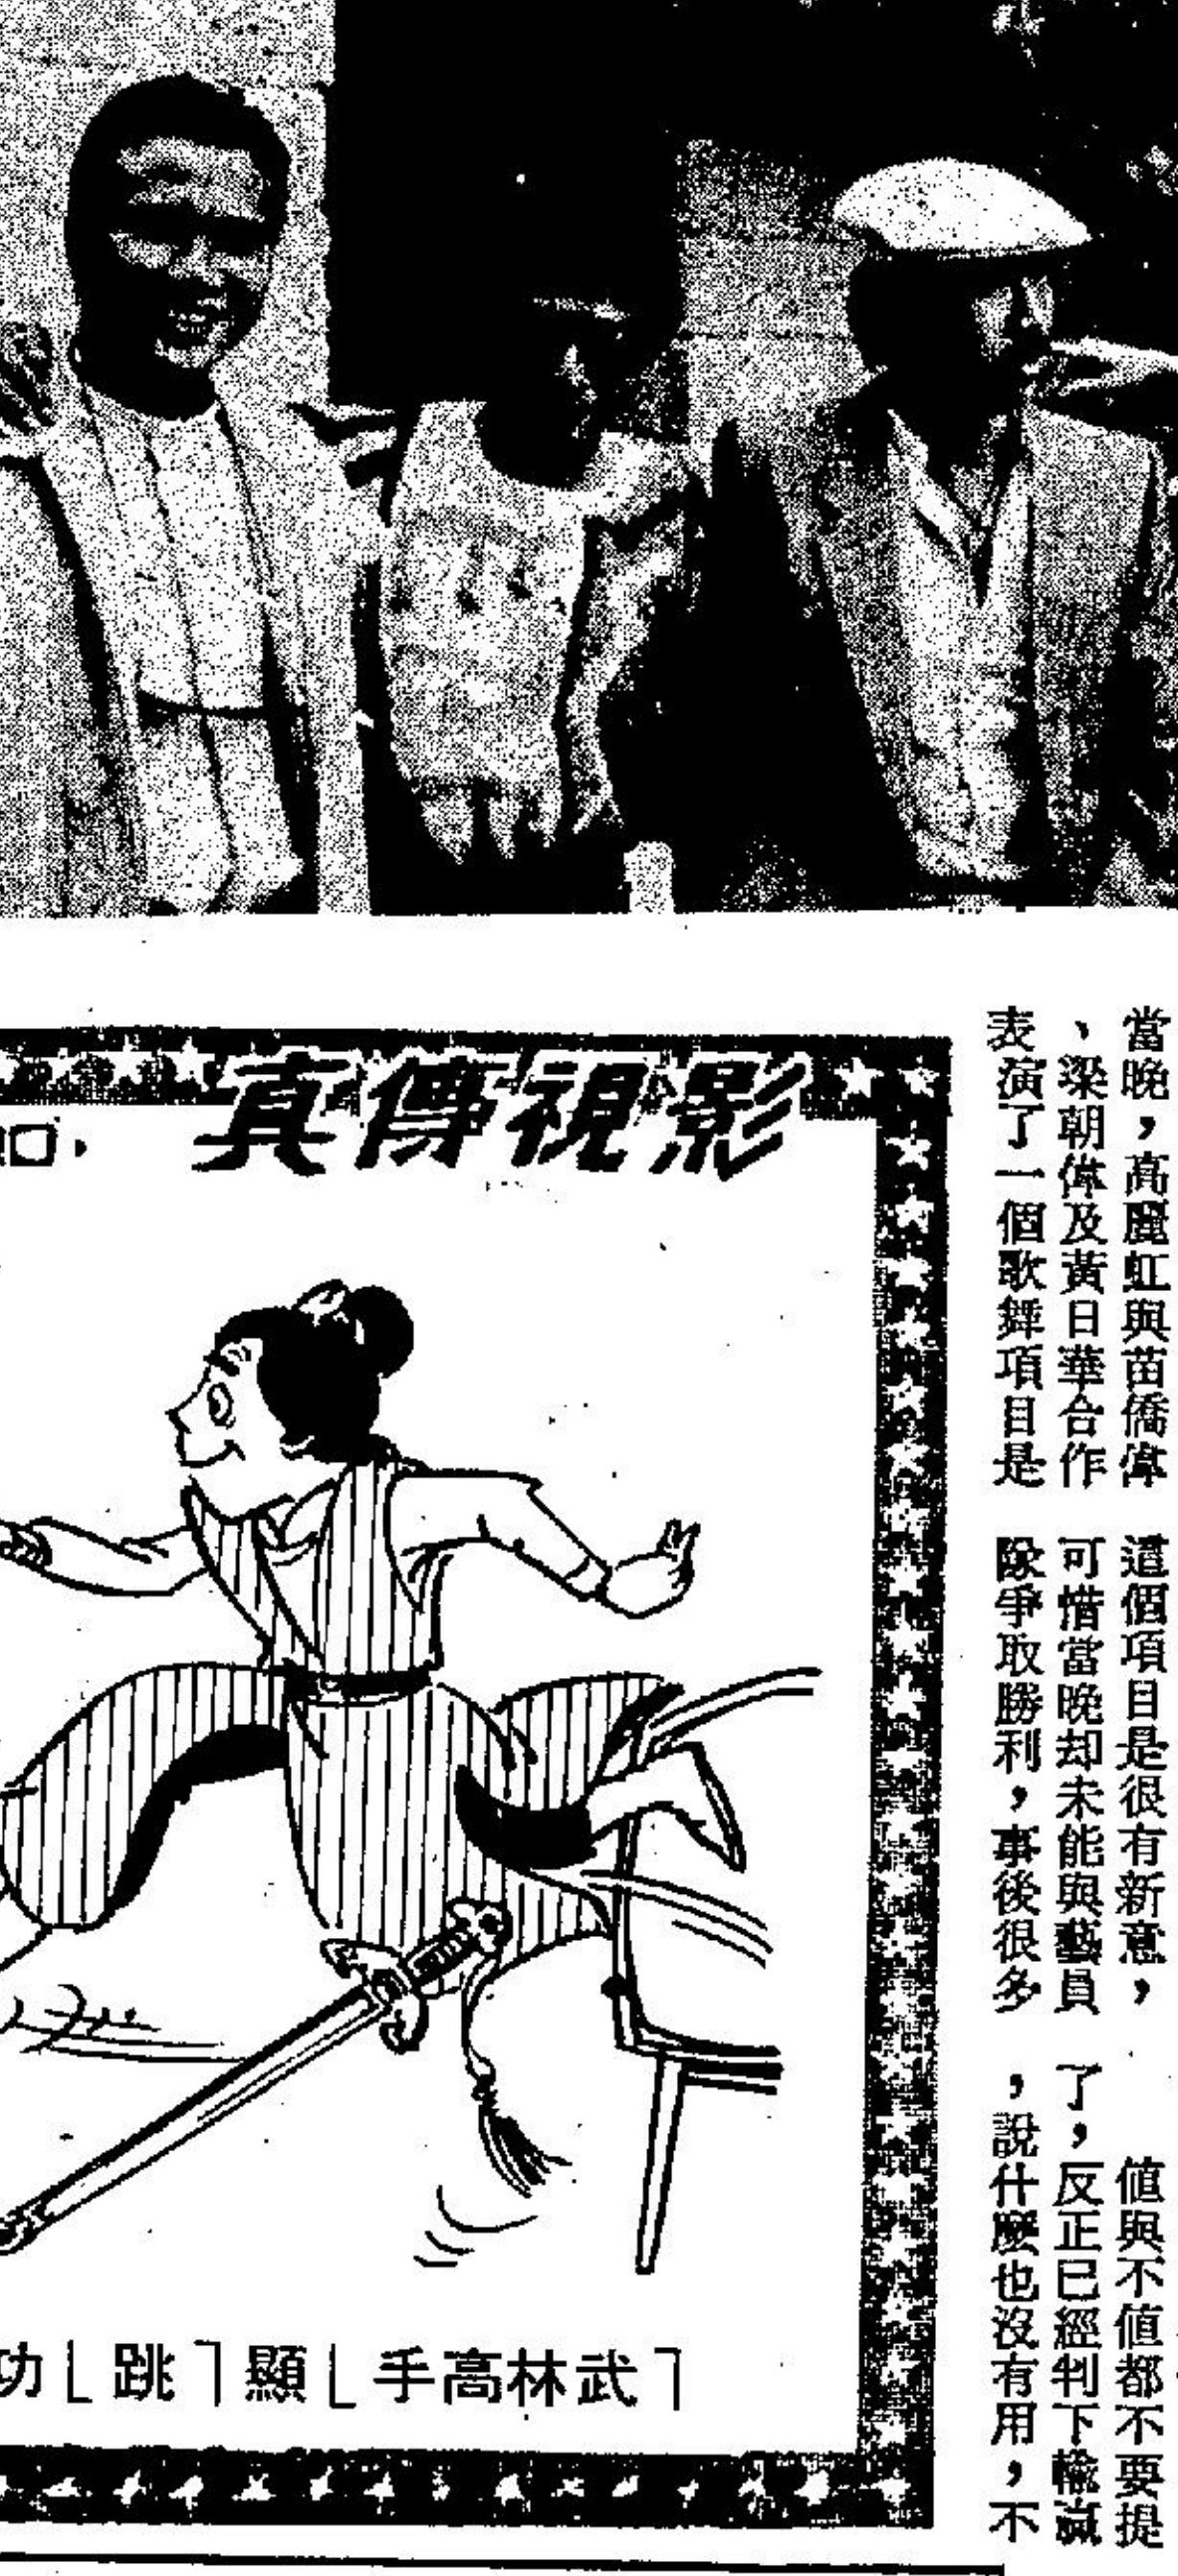 當晚,高麗虹與苗僑偉
、梁朝偉及黃日華合作
表演了一個歌舞項目是
這個項目是很有新意,
可惜當晚却未能與藝員
隊爭取勝利,事後很多
值與不值都不要提
了,反正已經判下輸贏
,說什麼也沒有用,不
影視傳真
「武林高手」顯「跳」功